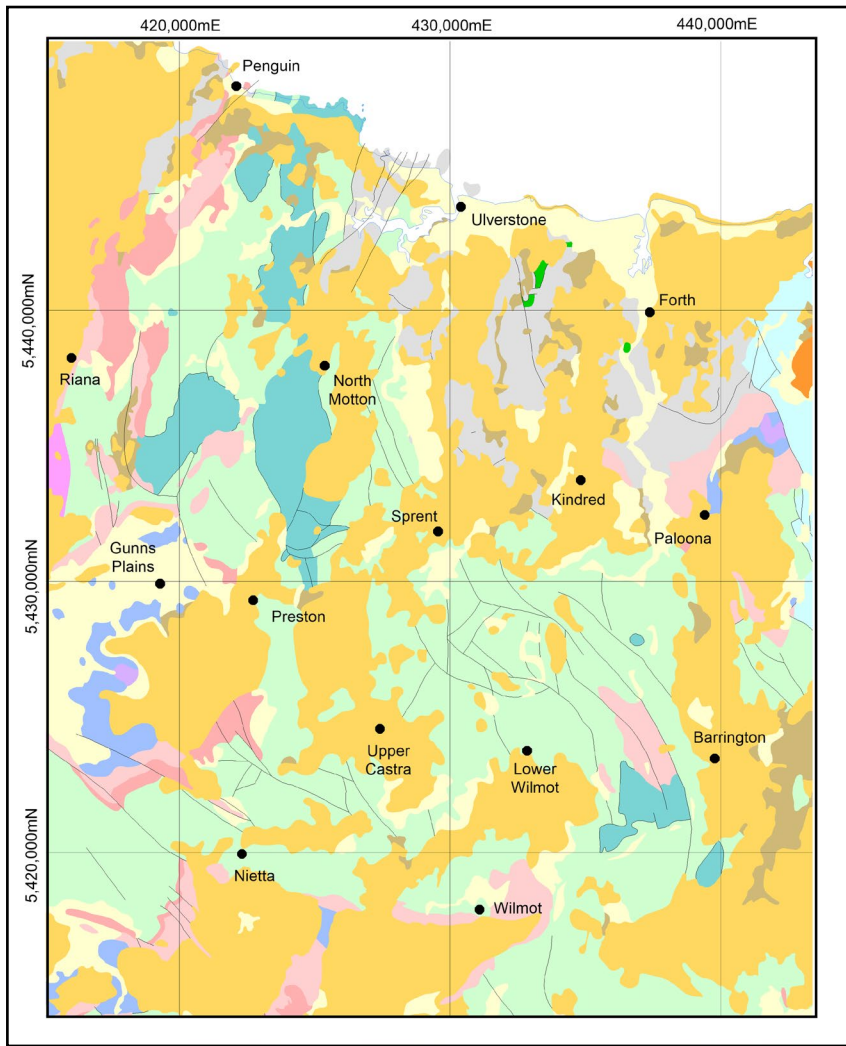 420,000mE
430,000mE
440,000mE
Penguin
Ulverstone
5,440,000mN
Forth
Riana
North
Motton
Kindred
Sprent
Paloona
Gunns
Plains
5,430,000mN
Preston
Upper
Castra
Lower
Wilmot
Barrington
5,420,000mN
Nietta
Wilmot